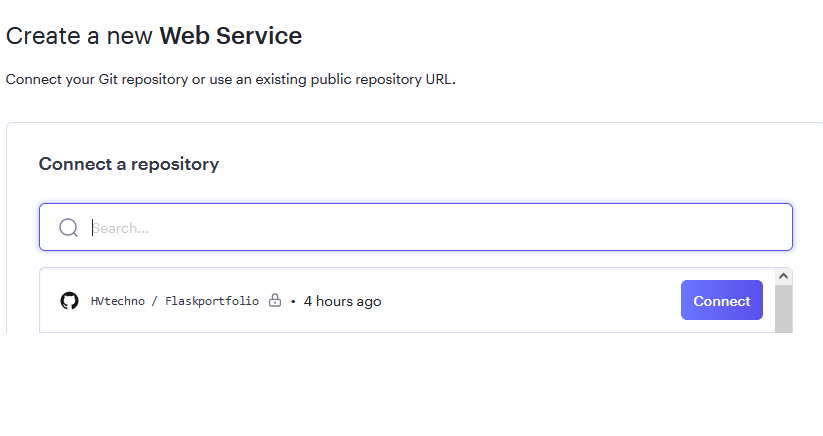 Create a new Web Service
Connect your Git repository or use an existing public repository URL.
Connect a repository
Search...
HVtechno / Flaskportfolio • 4 hours ago
Connect